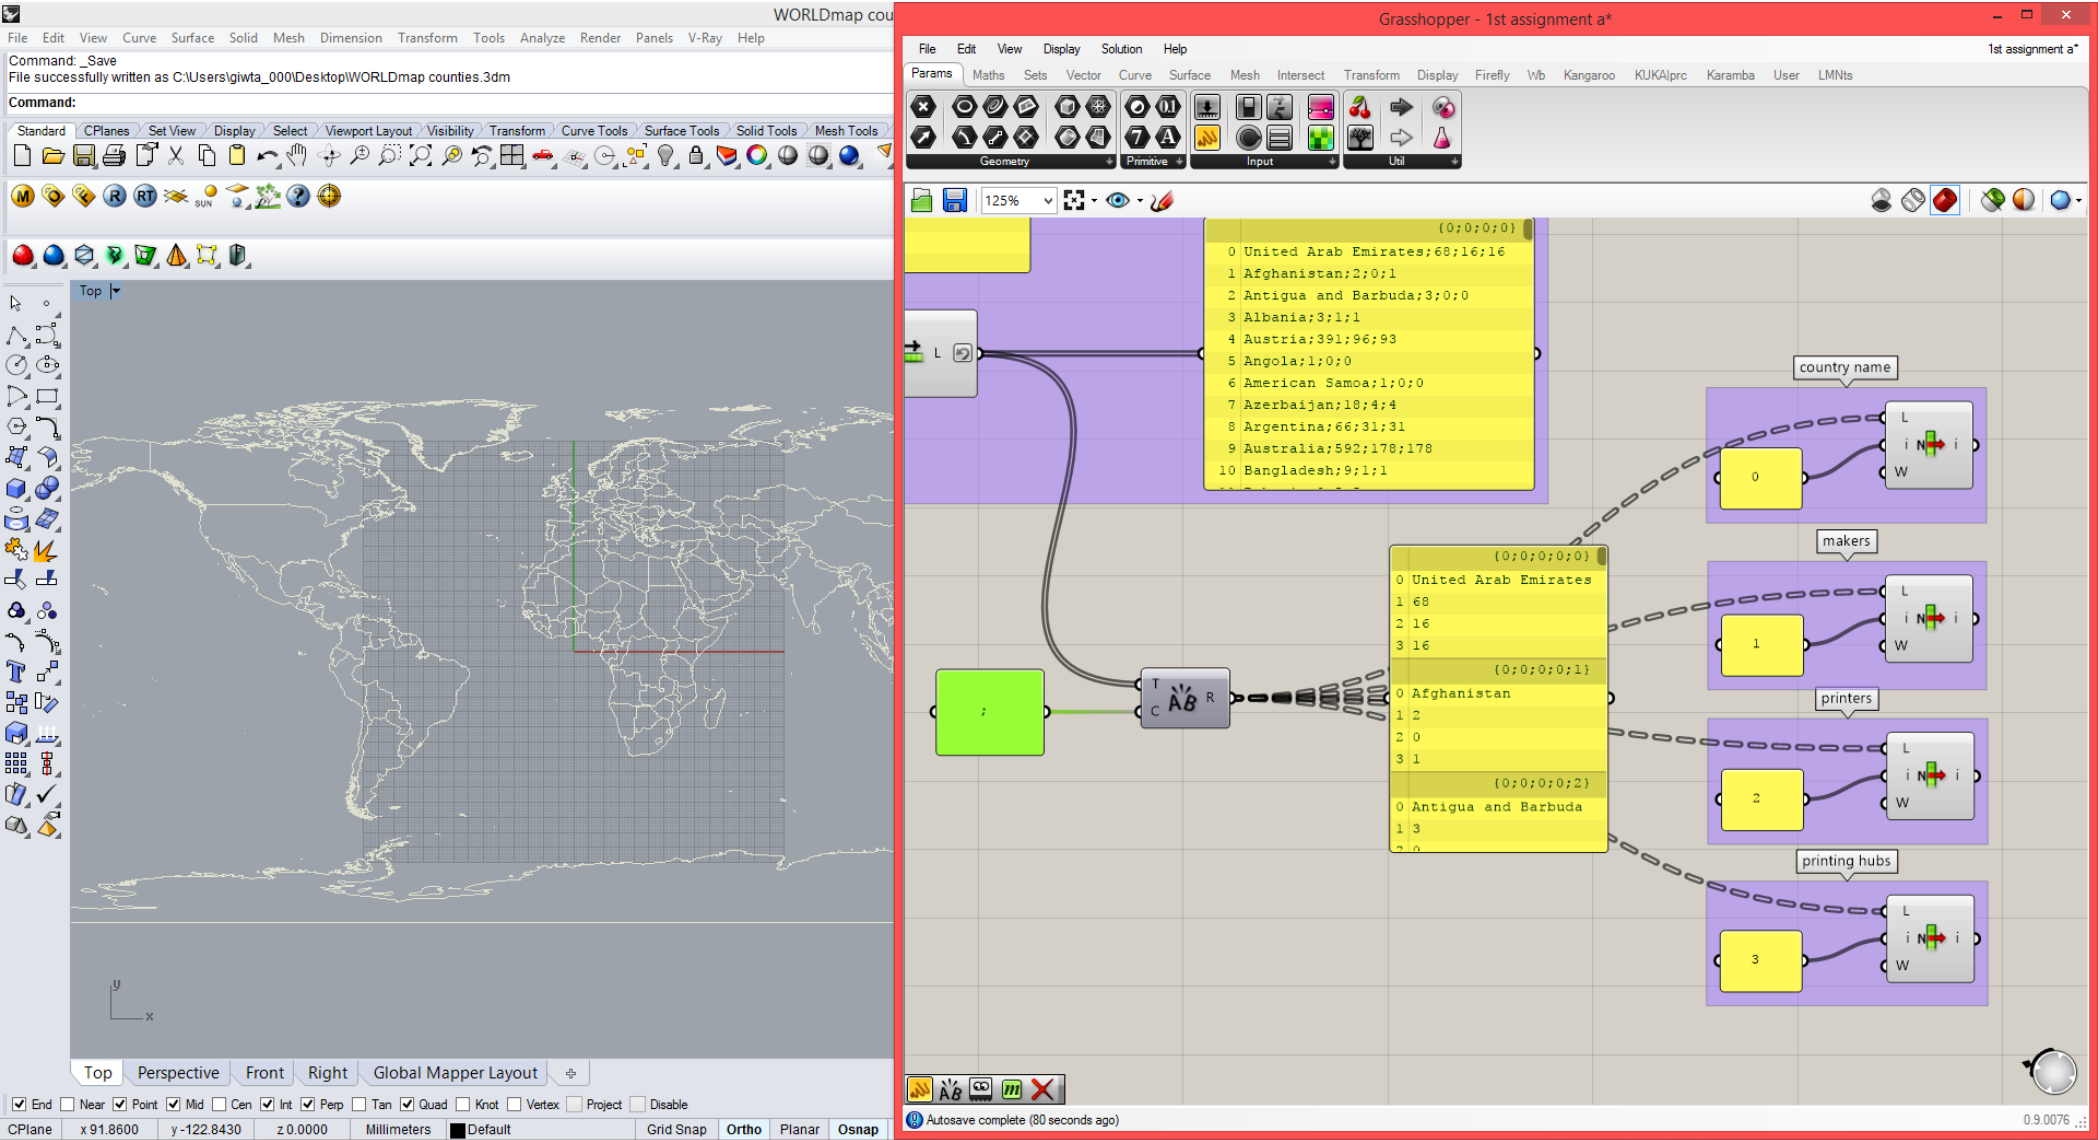 WORLDmap cou
File Edit View Curve Surface Solid Mesh Dimension Transform Tools Analyze Render Panels V-Ray Help
Command: _Save
File successfully written as C:\Users\giwta_000\Desktop\WORLDmap counties.3dm
Command:
Standard CPlanes Set View Display Select Viewport Layout Visibility Transform Curve Tools Surface Tools Solid Tools Mesh Tools
M R RT SUN ?
Top
y
x
Top Perspective Front Right Global Mapper Layout
End Near Point Mid Cen Int Perp Tan Quad Knot Vertex Project Disable
CPlane x 91.8600 y -122.8430 z 0.0000 Millimeters Default Grid Snap Ortho Planar Osnap
Grasshopper - 1st assignment a*
File Edit View Display Solution Help 1st assignment a*
Params Maths Sets Vector Curve Surface Mesh Intersect Transform Display Firefly Wb Kangaroo KUKA|prc Karamba User LMNts
Geometry Primitive Input Util
125%
{0;0;0;0}
0 United Arab Emirates;68;16;16
1 Afghanistan;2;0;1
2 Antigua and Barbuda;3;0;0
3 Albania;3;1;1
4 Austria;391;96;93
5 Angola;1;0;0
6 American Samoa;1;0;0
7 Azerbaijan;18;4;4
8 Argentina;66;31;31
9 Australia;592;178;178
10 Bangladesh;9;1;1
L
;
T
C
AB
R
{0;0;0;0;0}
0 United Arab Emirates
1 68
2 16
3 16
{0;0;0;0;1}
0 Afghanistan
1 2
2 0
3 1
{0;0;0;0;2}
0 Antigua and Barbuda
1 3
2 0
country name
0
L
i N i
W
makers
1
L
i N i
W
printers
2
L
i N i
W
printing hubs
3
L
i N i
W
Autosave complete (80 seconds ago) 0.9.0076